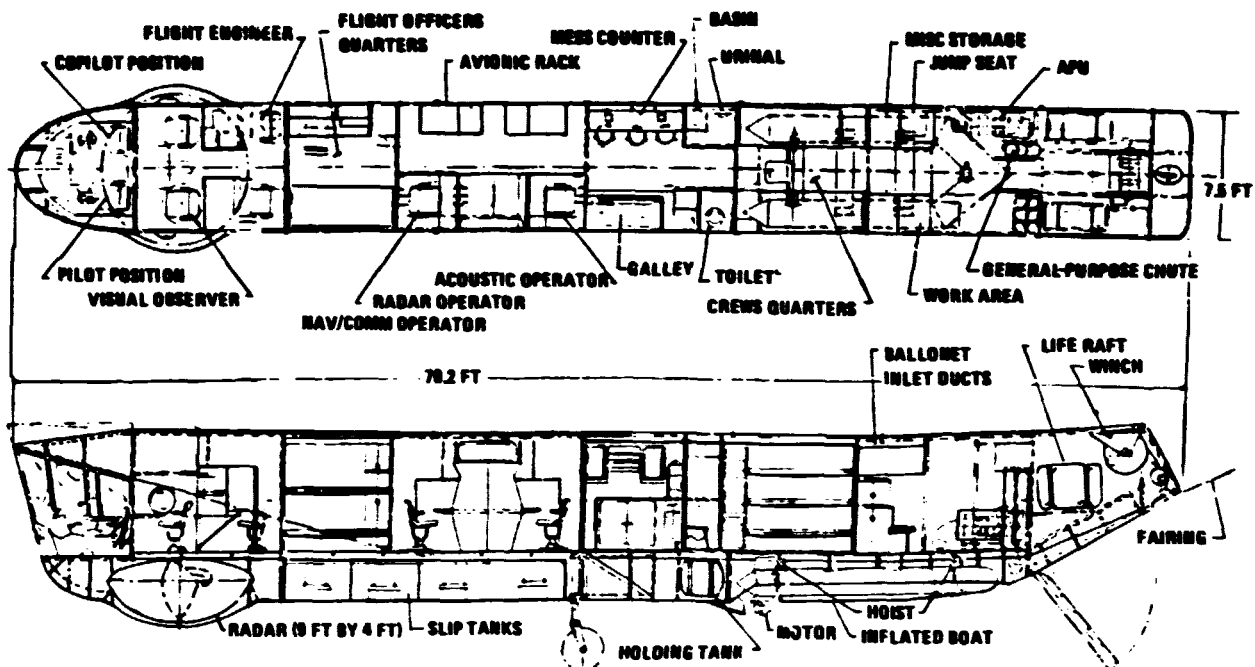 FLIGHT ENGINEER
FLIGHT OFFICERS
QUARTERS
COPILOT POSITION
AVIONIC RACK
MESS COUNTER
BASIN
URINAL
MISC STORAGE
JUMP SEAT
APU
7.5 FT
PILOT POSITION
VISUAL OBSERVER
ACOUSTIC OPERATOR
RADAR OPERATOR
NAV/COMM OPERATOR
GALLEY
TOILET
CREWS QUARTERS
GENERAL-PURPOSE CHUTE
WORK AREA
BALLONET
INLET DUCTS
LIFE RAFT
WINCH
FAIRING
RADAR (9 FT BY 4 FT)
SLIP TANKS
HOLDING TANK
MOTOR
HOIST
INFLATED BOAT